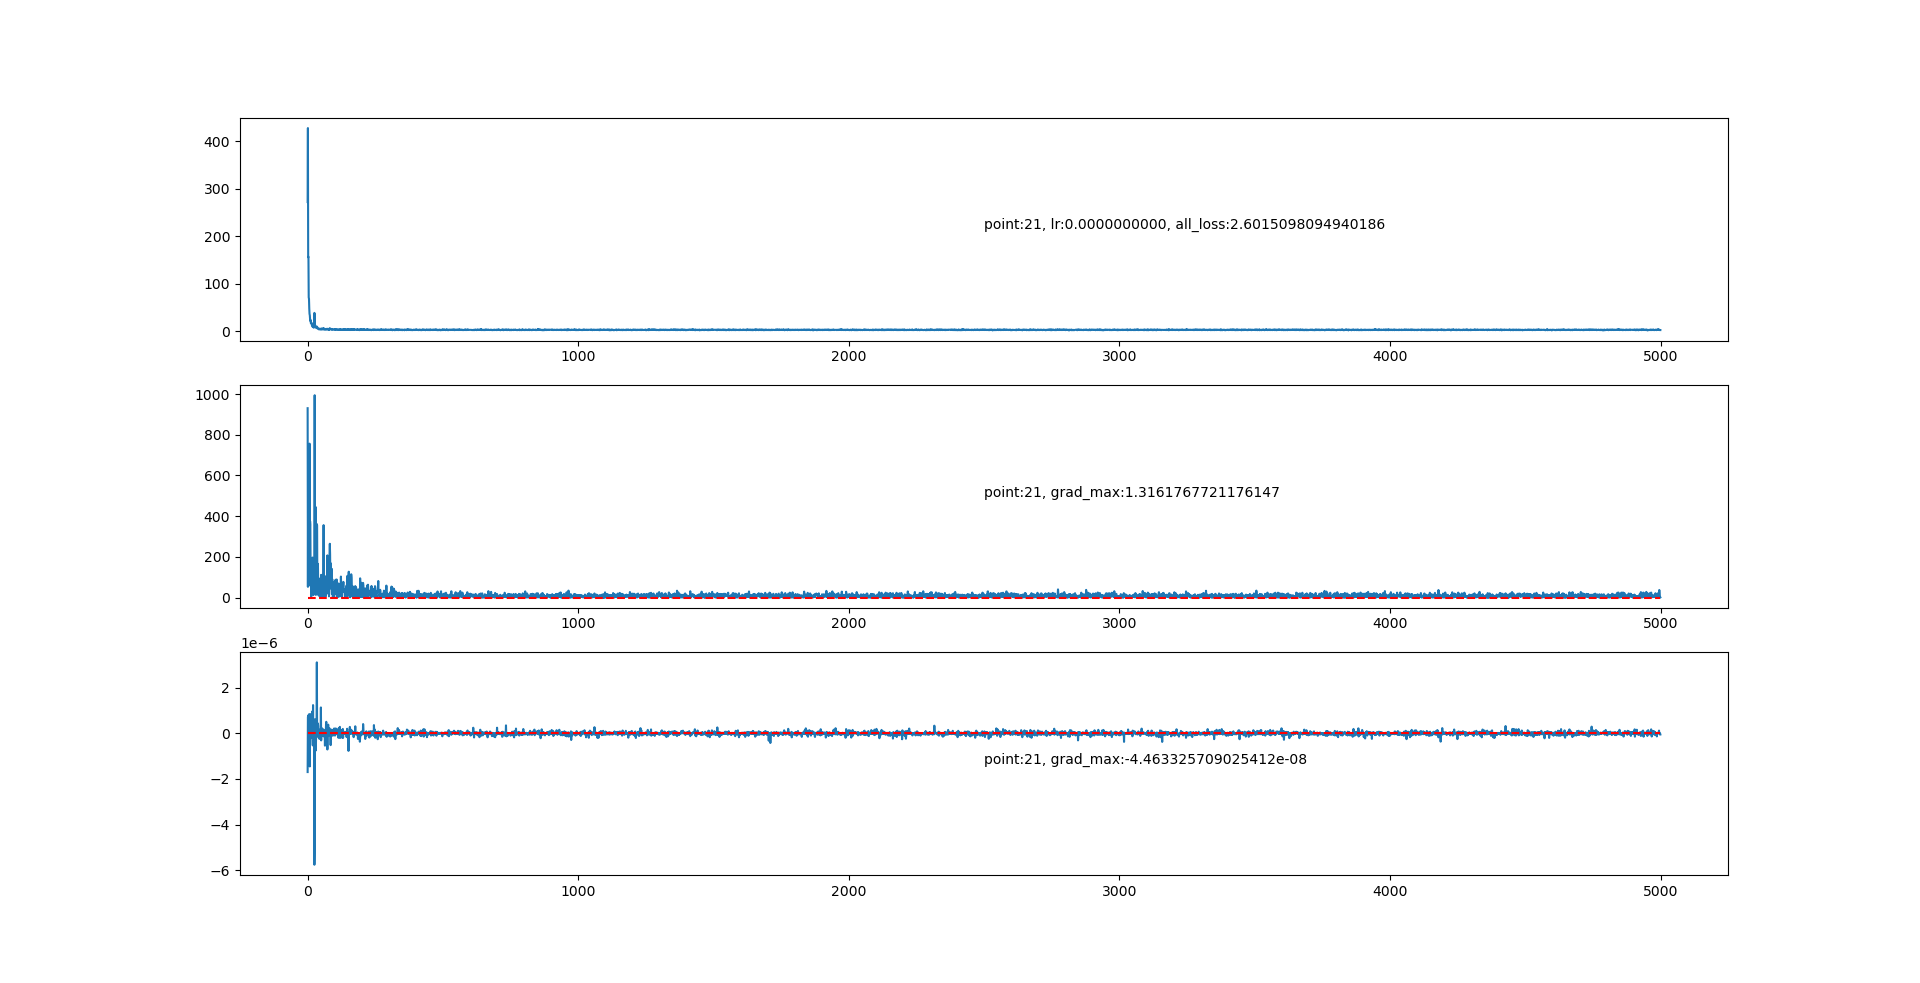 400
300
200
100
0
point:21, lr:0.0000000000, all_loss:2.6015098094940186
0 1000 2000 3000 4000 5000
1000
800
600
400
200
0
point:21, grad_max:1.3161767721176147
0 1000 2000 3000 4000 5000
1e−6
2
0
−2
−4
−6
point:21, grad_max:-4.463325709025412e-08
0 1000 2000 3000 4000 5000